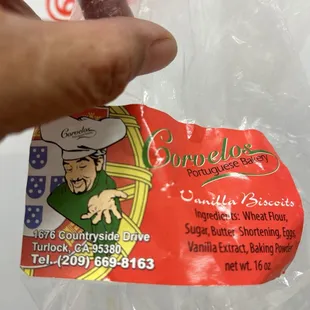 Corvelos
Corvelos
Portuguese Bakery
Vanilla Biscoits
Ingredients: Wheat Flour,
Sugar, Butter, Shortening, Eggs
Vanilla Extract, Baking Powder
net wt. 16 oz
1676 Countryside Drive
Turlock, CA 95380
Tel..(209) 669-8163